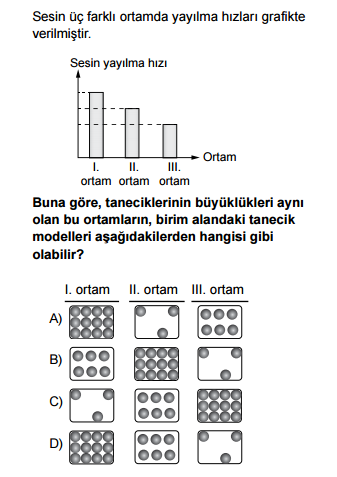 Sesin üç farklı ortamda yayılma hızları grafikte
verilmiştir.
Sesin yayılma hızı
Ortam
I. II. III.
ortam ortam ortam
Buna göre, taneciklerinin büyüklükleri aynı
olan bu ortamların, birim alandaki tanecik
modelleri aşağıdakilerden hangisi gibi
olabilir?
I. ortam II. ortam III. ortam
A)
B)
C)
D)